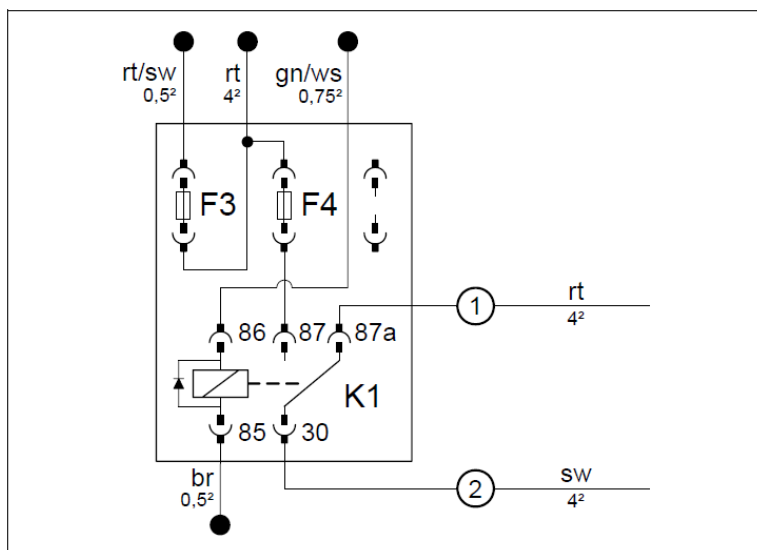 rt/sw
0,5²
rt
4²
gn/ws
0,75²
F3
F4
1
rt
4²
86
87
87a
K1
85
30
br
0,5²
2
sw
4²